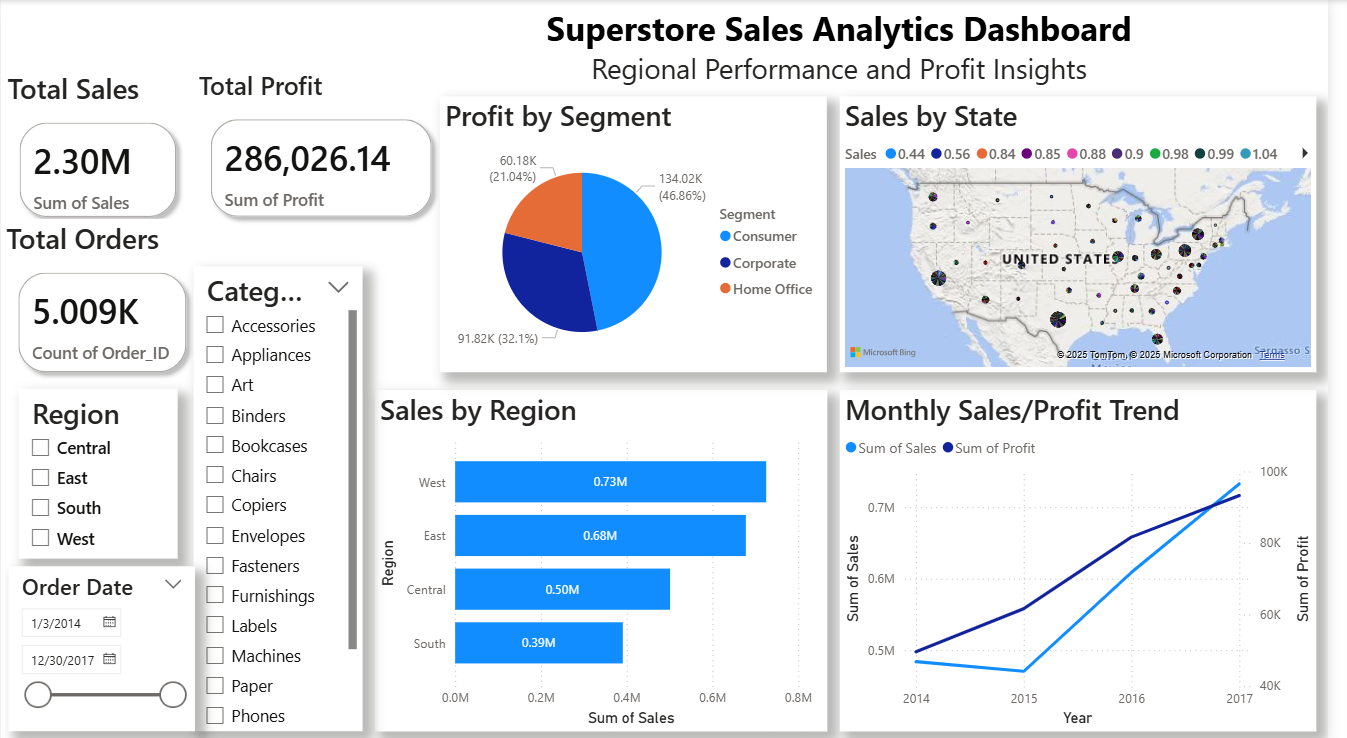 Superstore Sales Analytics Dashboard
Regional Performance and Profit Insights
Total Sales
2.30M
Sum of Sales
Total Profit
286,026.14
Sum of Profit
Total Orders
5.009K
Count of Order_ID
Region
Central
East
South
West
Order Date
1/3/2014
12/30/2017
Categ...
Accessories
Appliances
Art
Binders
Bookcases
Chairs
Copiers
Envelopes
Fasteners
Furnishings
Labels
Machines
Paper
Phones
Profit by Segment
60.18K
(21.04%)
134.02K
(46.86%)
91.82K (32.1%)
Segment
Consumer
Corporate
Home Office
Sales by State
Sales 0.44 0.56 0.84 0.85 0.88 0.9 0.98 0.99 1.04
UNITED STATES
Microsoft Bing
© 2025 TomTom, © 2025 Microsoft Corporation Terms
Sargasso S
Sales by Region
Region
West 0.73M
East 0.68M
Central 0.50M
South 0.39M
0.0M 0.2M 0.4M 0.6M 0.8M
Sum of Sales
Monthly Sales/Profit Trend
Sum of Sales Sum of Profit
Sum of Sales
0.7M
0.6M
0.5M
100K
80K
60K
40K
Sum of Profit
2014 2015 2016 2017
Year